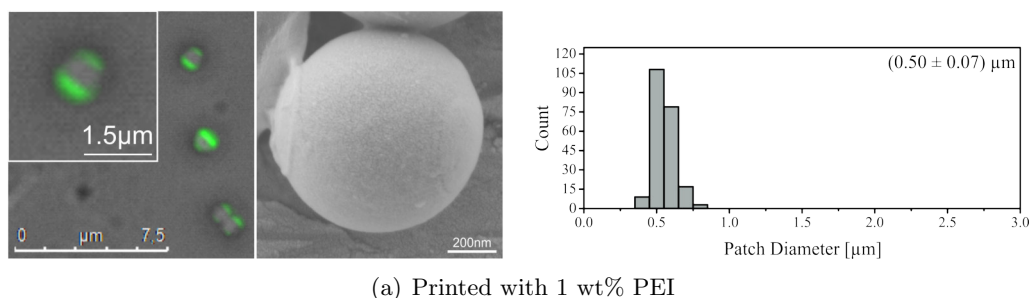 1.5μm
0 μm 7.5
200nm
(0.50 ± 0.07) μm
Count
120
105
90
75
60
45
30
15
0
0.0 0.5 1.0 1.5 2.0 2.5 3.0
Patch Diameter [μm]
(a) Printed with 1 wt% PEI